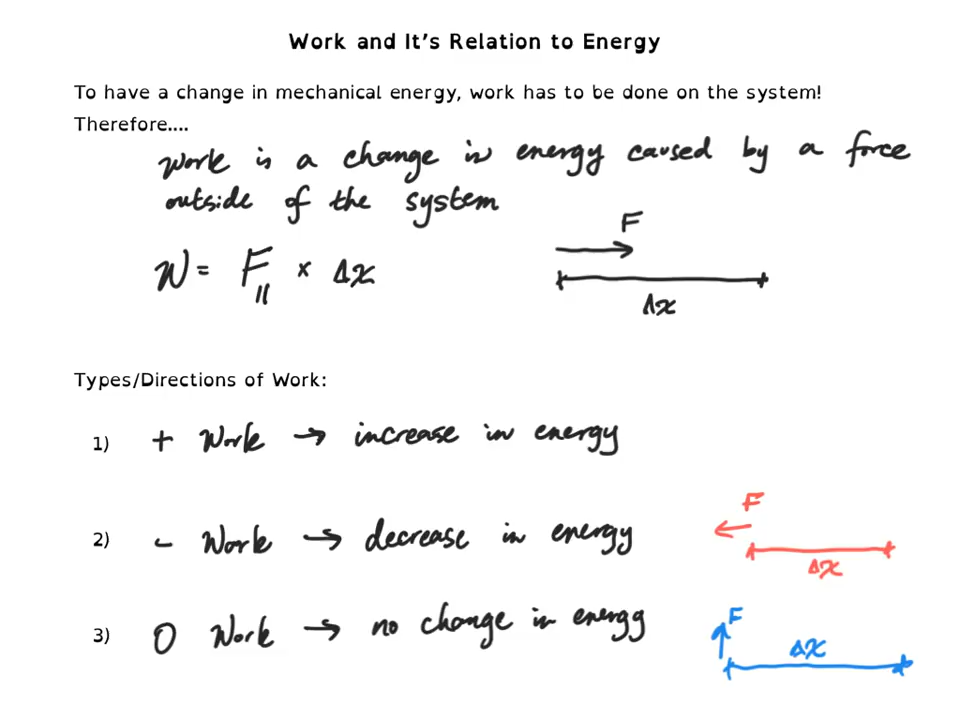 Work and It's Relation to Energy
To have a change in mechanical energy, work has to be done on the system!
Therefore....
Work is a change in energy caused by a force
outside of the system
W = F∥ × Δx
F
Δx
Types/Directions of Work:
1) + Work → increase in energy
2) - Work → decrease in energy
F
Δx
3) 0 Work → no change in energy
F
Δx